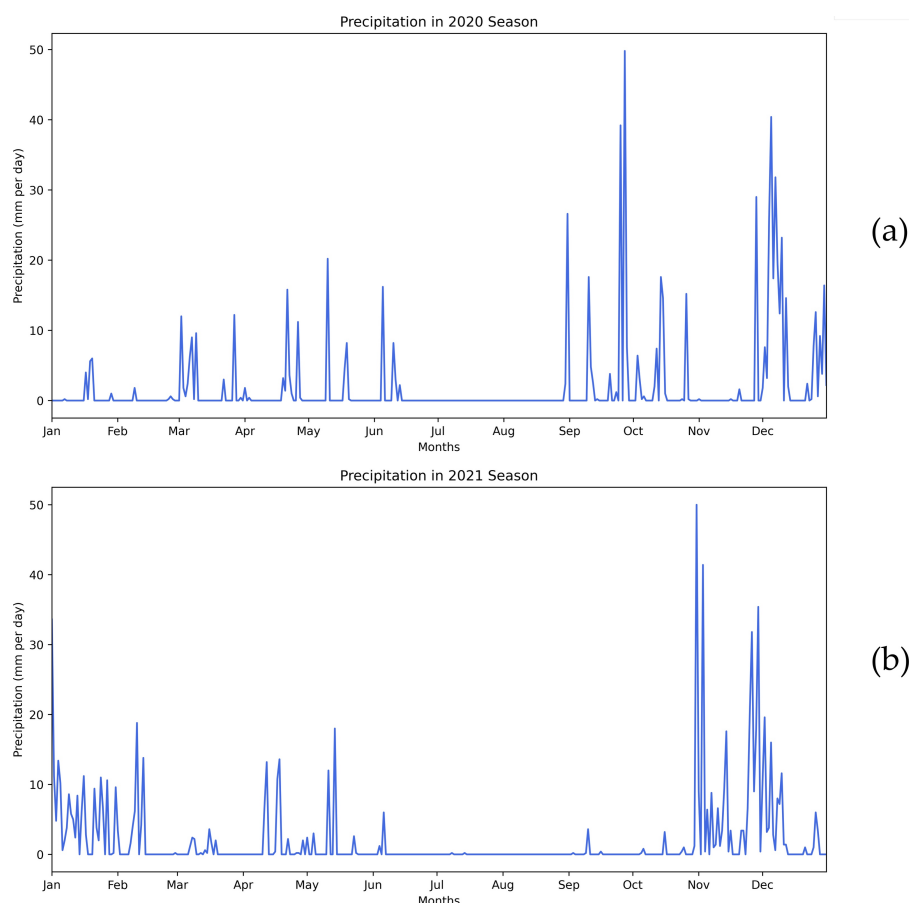 Precipitation in 2020 Season
50
40
30
20
10
0
Precipitation (mm per day)
Jan Feb Mar Apr May Jun Jul Aug Sep Oct Nov Dec
Months
(a)
Precipitation in 2021 Season
50
40
30
20
10
0
Precipitation (mm per day)
Jan Feb Mar Apr May Jun Jul Aug Sep Oct Nov Dec
Months
(b)